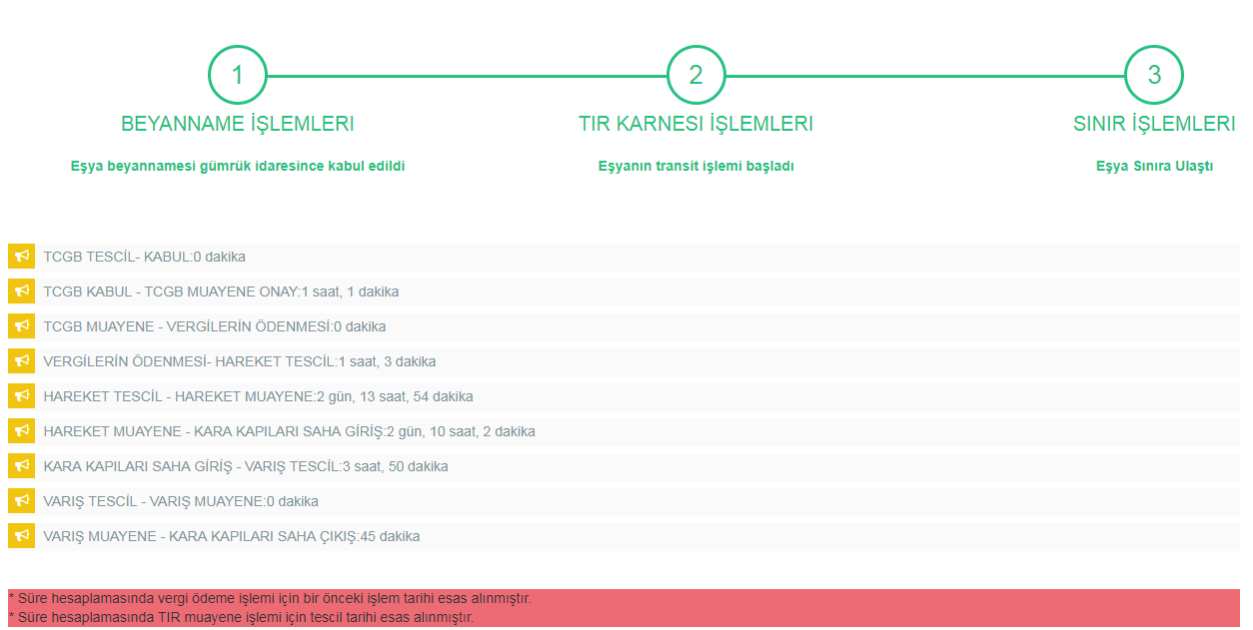 1
2
3
BEYANNAME İŞLEMLERI
TIR KARNESI İŞLEMLERI
SINIR İŞLEMLERI
Eşya beyannamesi gümrük idaresince kabul edildi
Eşyanın transit işlemi başladı
Eşya Sınıra Ulaştı
TCGB TESCİL- KABUL:0 dakika
TCGB KABUL - TCGB MUAYENE ONAY:1 saat, 1 dakika
TCGB MUAYENE - VERGİLERİN ÖDENMESİ:0 dakika
VERGİLERİN ÖDENMESİ- HAREKET TESCİL:1 saat, 3 dakika
HAREKET TESCİL - HAREKET MUAYENE:2 gün, 13 saat, 54 dakika
HAREKET MUAYENE - KARA KAPILARI SAHA GİRİŞ:2 gün, 10 saat, 2 dakika
KARA KAPILARI SAHA GİRİŞ - VARIŞ TESCİL:3 saat, 50 dakika
VARIŞ TESCİL - VARIŞ MUAYENE:0 dakika
VARIŞ MUAYENE - KARA KAPILARI SAHA ÇIKIŞ:45 dakika
* Süre hesaplamasında vergi ödeme işlemi için bir önceki işlem tarihi esas alınmıştır.
* Süre hesaplamasında TIR muayene işlemi için tescil tarihi esas alınmıştır.